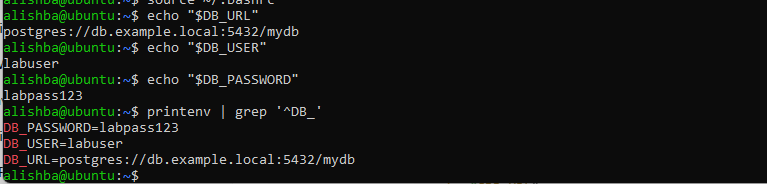 alishba@ubuntu:~$ source ~/.bashrc
alishba@ubuntu:~$ echo "$DB_URL"
postgres://db.example.local:5432/mydb
alishba@ubuntu:~$ echo "$DB_USER"
labuser
alishba@ubuntu:~$ echo "$DB_PASSWORD"
labpass123
alishba@ubuntu:~$ printenv | grep '^DB_'
DB_PASSWORD=labpass123
DB_USER=labuser
DB_URL=postgres://db.example.local:5432/mydb
alishba@ubuntu:~$